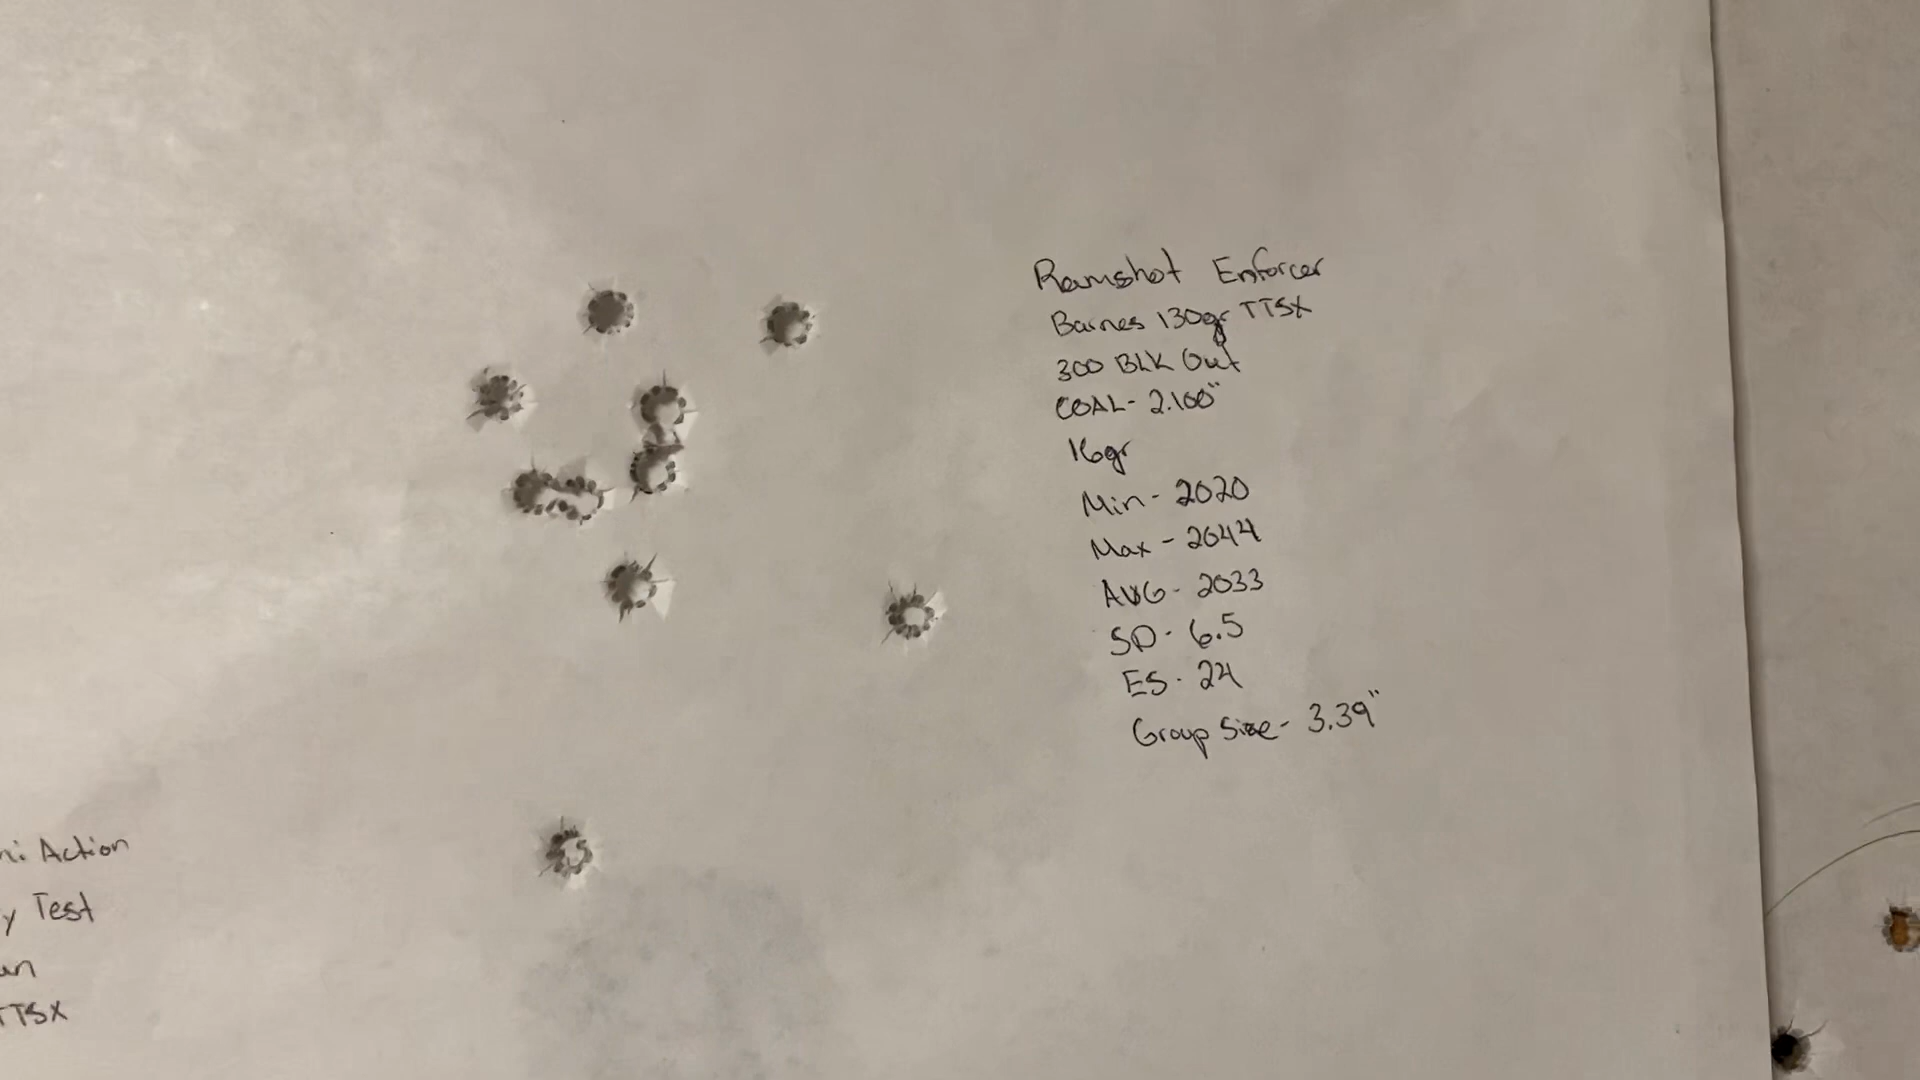 Ramshot Enforcer
Barnes 130gr TTSX
300 BLK Out
COAL- 2.100"
16gr
Min - 2020
Max - 2044
AVG - 2033
SD - 6.5
ES - 24
Group Size - 3.39"
Action
Test
TTSX